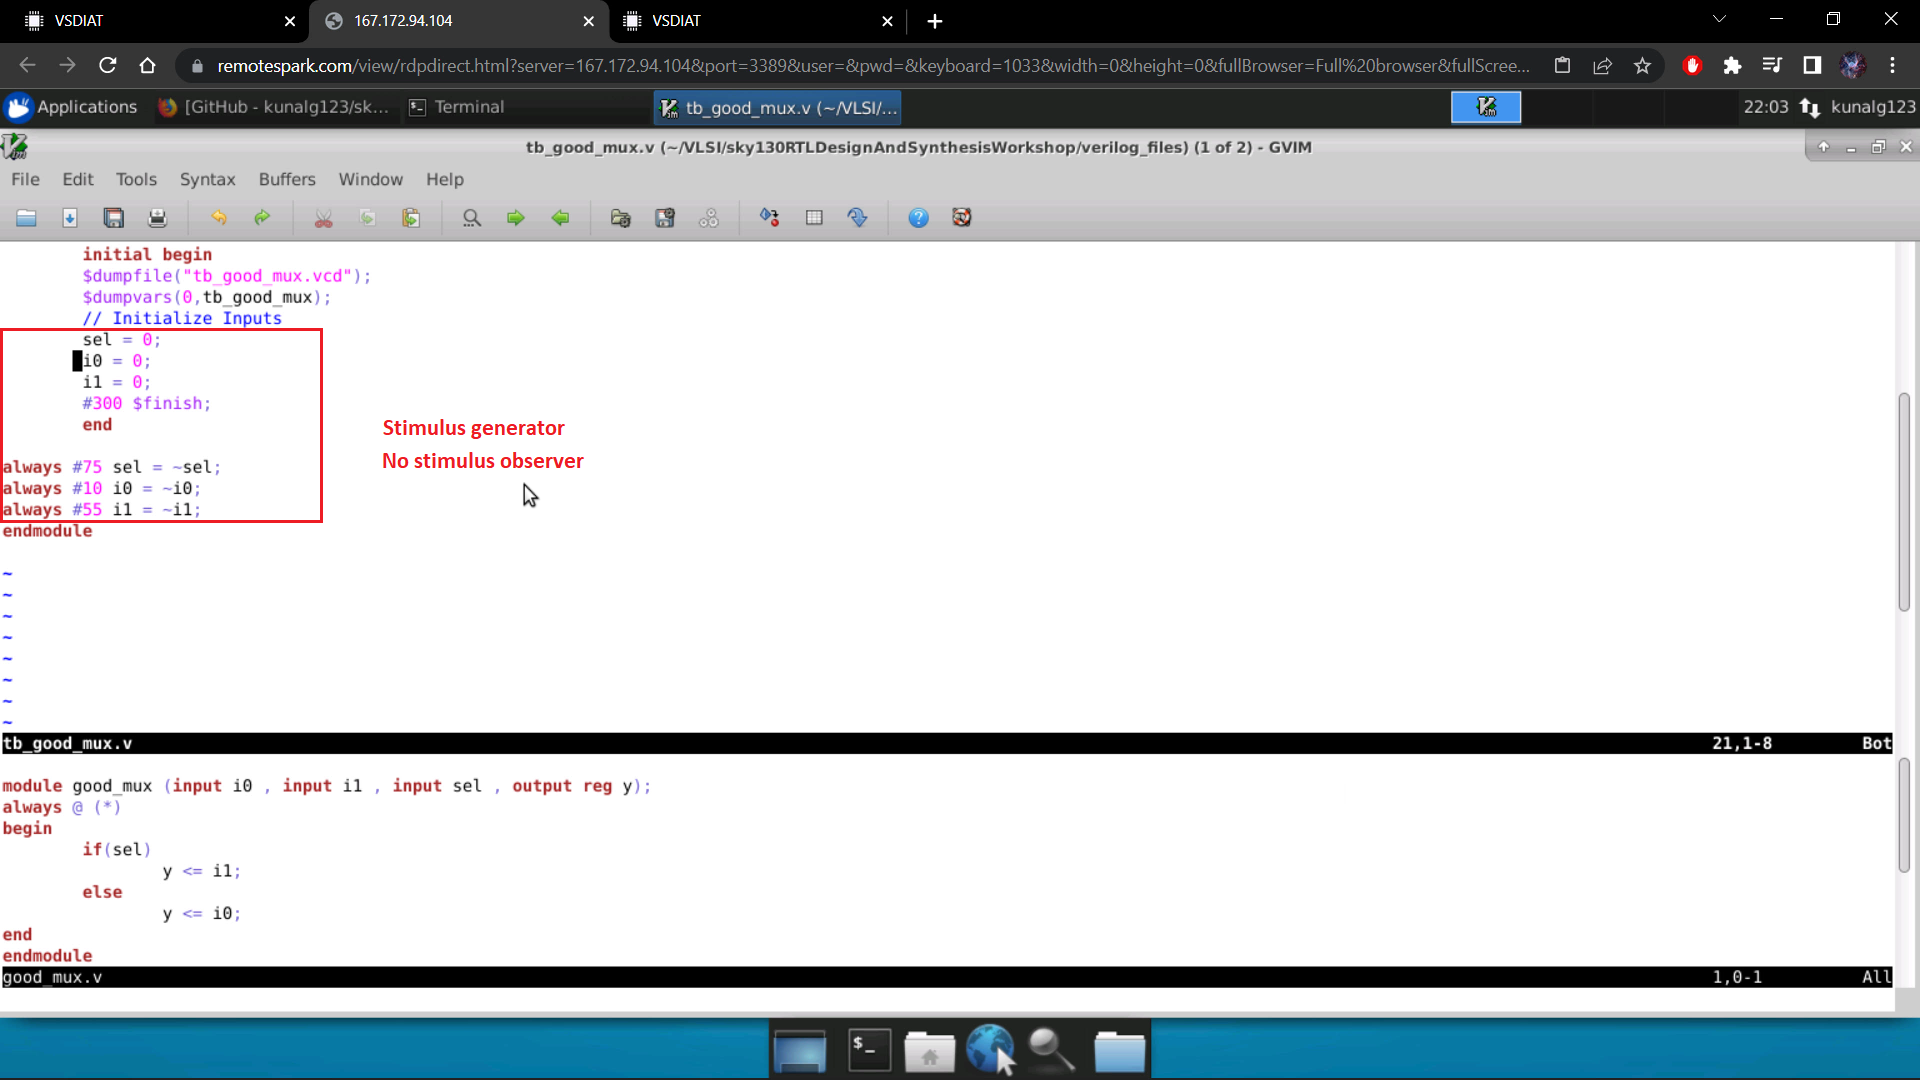 VSDIAT
167.172.94.104
VSDIAT
remotespark.com/view/rdpdirect.html?server=167.172.94.104&port=3389&user=&pwd=&keyboard=1033&width=0&height=0&fullBrowser=Full%20browser&fullScree...
Applications
[GitHub - kunalg123/sk...
Terminal
tb_good_mux.v (~/VLSI/...
22:03
kunalg123
tb_good_mux.v (~/VLSI/sky130RTLDesignAndSynthesisWorkshop/verilog_files) (1 of 2) - GVIM
File Edit Tools Syntax Buffers Window Help
initial begin
$dumpfile("tb_good_mux.vcd");
$dumpvars(0,tb_good_mux);
// Initialize Inputs
sel = 0;
i0 = 0;
i1 = 0;
#300 $finish;
end
Stimulus generator
No stimulus observer
always #75 sel = ~sel;
always #10 i0 = ~i0;
always #55 i1 = ~i1;
endmodule
~
~
~
~
~
~
~
~
tb_good_mux.v 21,1-8 Bot
module good_mux (input i0 , input i1 , input sel , output reg y);
always @ (*)
begin
if(sel)
y <= i1;
else
y <= i0;
end
endmodule
good_mux.v 1,0-1 All
$_